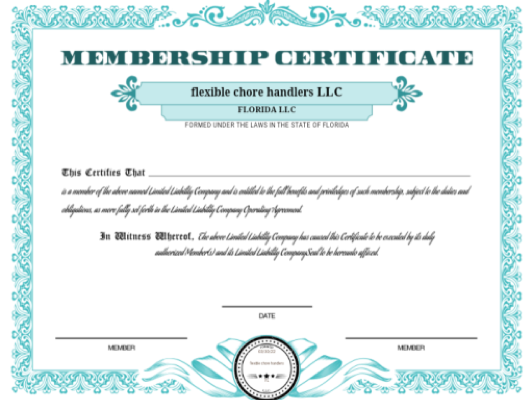 MEMBERSHIP CERTIFICATE
flexible chore handlers LLC
FLORIDA LLC
FORMED UNDER THE LAWS IN THE STATE OF FLORIDA
This Certifies That
is a member of the above named Limited Liability Company and is entitled to the full benefits and priviledges of such membership, subject to the duties and
obligations, as more fully set forth in the Limited Liability Company Operating Agreement.
In Witness Whereof, The above Limited Liability Company has caused this Certificate to be executed by its duly
authorized Member(s) and its Limited Liability Company Seal to be hereunto affixed.
DATE
MEMBER
MEMBER
flexible chore handlers